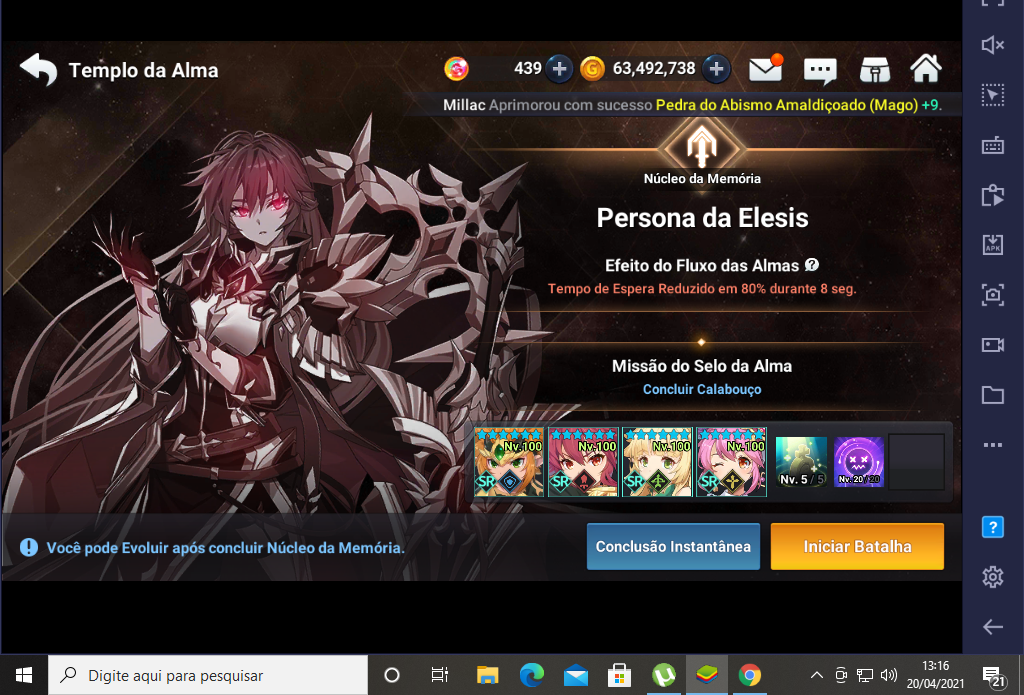 Templo da Alma
439
63,492,738
Millac Aprimorou com sucesso Pedra do Abismo Amaldiçoado (Mago) +9.
Núcleo da Memória
Persona da Elesis
Efeito do Fluxo das Almas ?
Tempo de Espera Reduzido em 80% durante 8 seg.
Missão do Selo da Alma
Concluir Calabouço
Nv.100 Nv.100 Nv.100 Nv.100
SR SR SR SR
Nv. 5 / 5 Nv. 20 / 20
! Você pode Evoluir após concluir Núcleo da Memória.
Conclusão Instantânea
Iniciar Batalha
APK
?
Digite aqui para pesquisar
13:16
20/04/2021
21